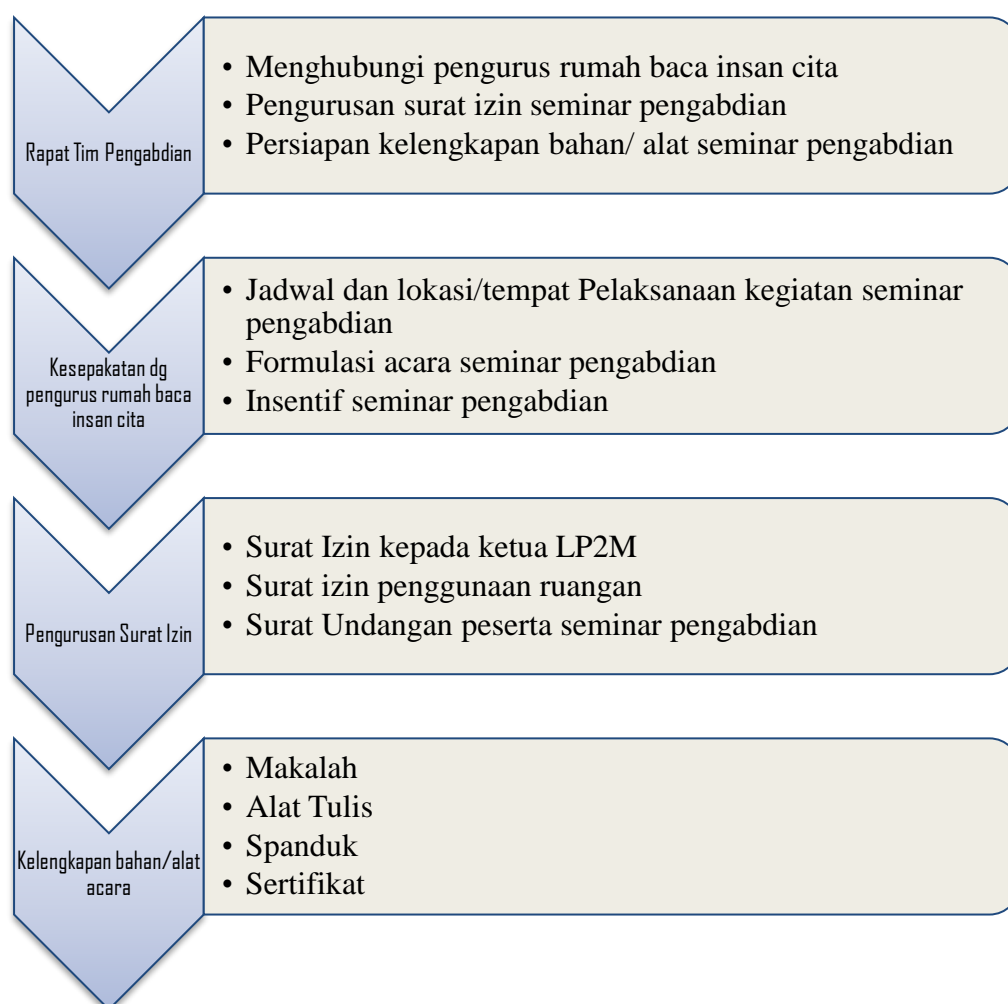 Rapat Tim Pengabdian
• Menghubungi pengurus rumah baca insan cita
• Pengurusan surat izin seminar pengabdian
• Persiapan kelengkapan bahan/ alat seminar pengabdian
Kesepakatan dg
pengurus rumah baca
insan cita
• Jadwal dan lokasi/tempat Pelaksanaan kegiatan seminar
pengabdian
• Formulasi acara seminar pengabdian
• Insentif seminar pengabdian
Pengurusan Surat Izin
• Surat Izin kepada ketua LP2M
• Surat izin penggunaan ruangan
• Surat Undangan peserta seminar pengabdian
Kelengkapan bahan/alat
acara
• Makalah
• Alat Tulis
• Spanduk
• Sertifikat